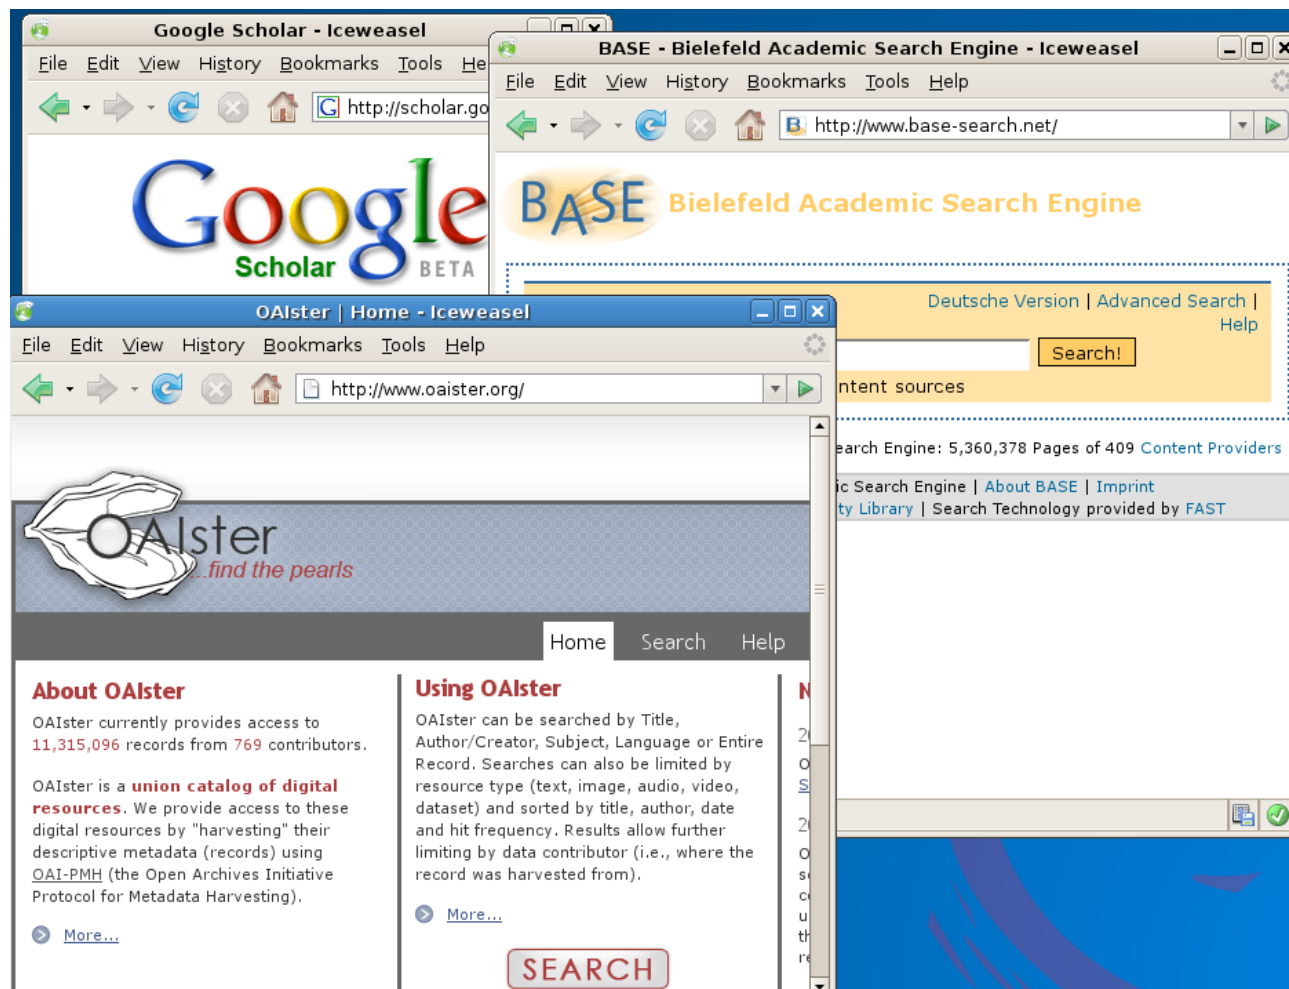 Google Scholar - Iceweasel
File Edit View History Bookmarks Tools He
http://scholar.go
Google
Scholar BETA
BASE - Bielefeld Academic Search Engine - Iceweasel
File Edit View History Bookmarks Tools Help
http://www.base-search.net/
BASE Bielefeld Academic Search Engine
Deutsche Version | Advanced Search |
Help
Search!
ntent sources
earch Engine: 5,360,378 Pages of 409 Content Providers
ic Search Engine | About BASE | Imprint
ty Library | Search Technology provided by FAST
OAIster | Home - Iceweasel
File Edit View History Bookmarks Tools Help
http://www.oaister.org/
OAIster
...find the pearls
Home Search Help
About OAIster
OAIster currently provides access to
11,315,096 records from 769 contributors.
OAIster is a union catalog of digital
resources. We provide access to these
digital resources by "harvesting" their
descriptive metadata (records) using
OAI-PMH (the Open Archives Initiative
Protocol for Metadata Harvesting).
More...
Using OAIster
OAIster can be searched by Title,
Author/Creator, Subject, Language or Entire
Record. Searches can also be limited by
resource type (text, image, audio, video,
dataset) and sorted by title, author, date
and hit frequency. Results allow further
limiting by data contributor (i.e., where the
record was harvested from).
More...
SEARCH